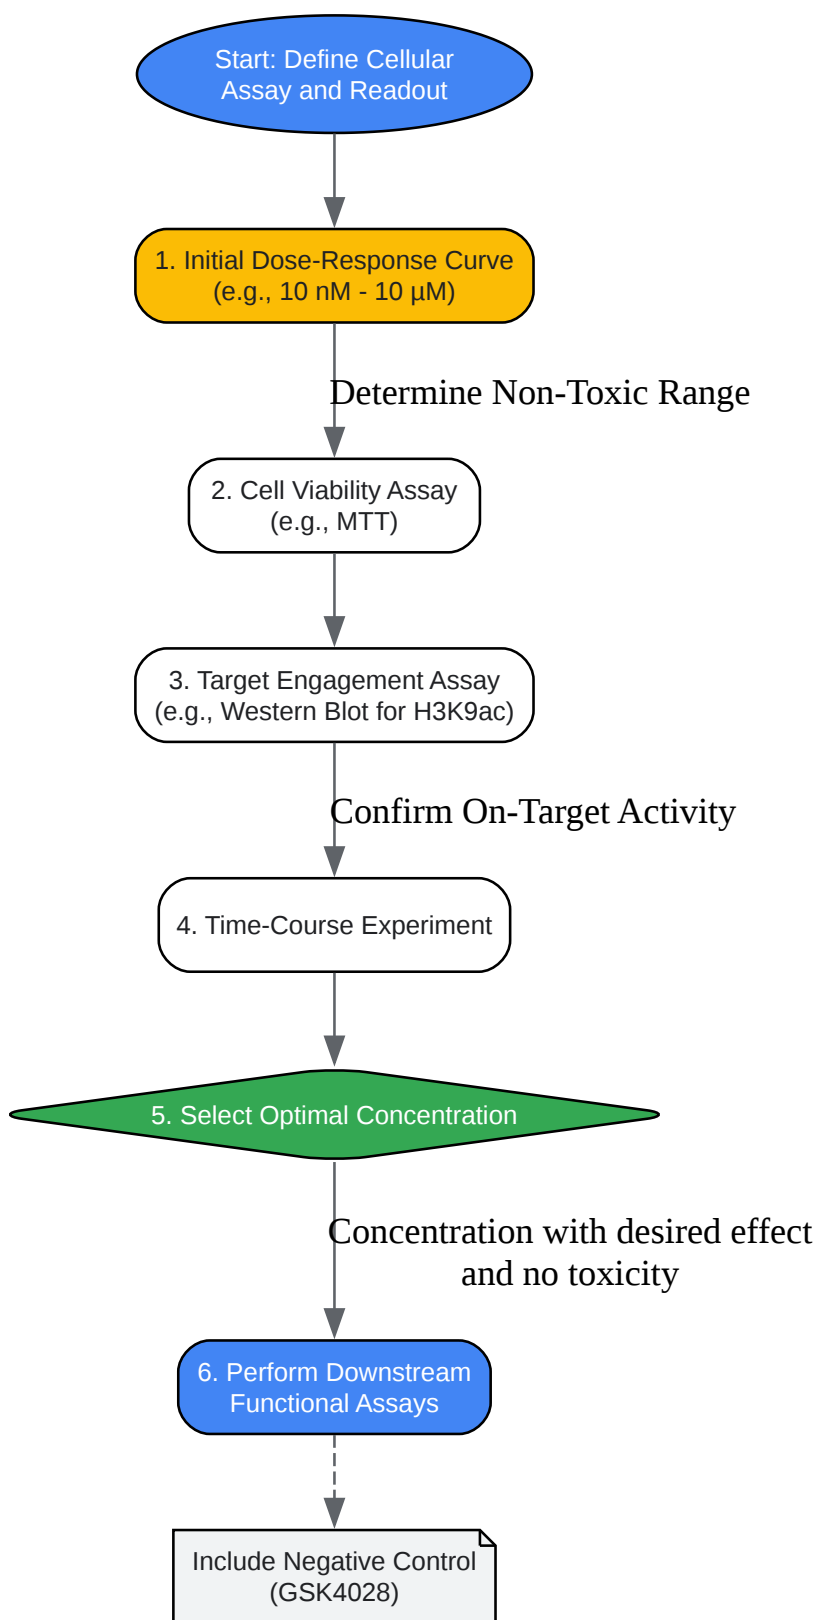 Start: Define Cellular
Assay and Readout
1. Initial Dose-Response Curve
(e.g., 10 nM - 10 µM)
Determine Non-Toxic Range
2. Cell Viability Assay
(e.g., MTT)
3. Target Engagement Assay
(e.g., Western Blot for H3K9ac)
Confirm On-Target Activity
4. Time-Course Experiment
5. Select Optimal Concentration
Concentration with desired effect
and no toxicity
6. Perform Downstream
Functional Assays
Include Negative Control
(GSK4028)